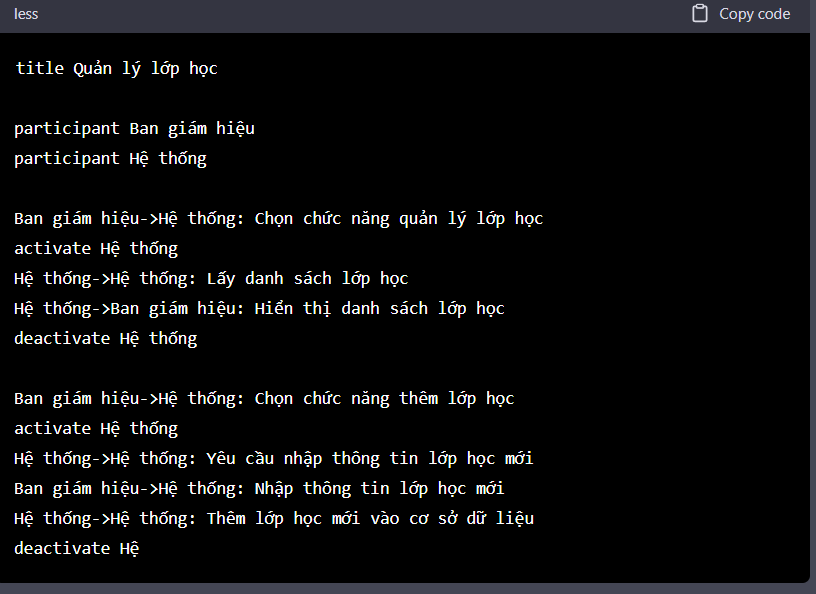 less
Copy code
title Quản lý lớp học
participant Ban giám hiệu
participant Hệ thống
Ban giám hiệu->Hệ thống: Chọn chức năng quản lý lớp học
activate Hệ thống
Hệ thống->Hệ thống: Lấy danh sách lớp học
Hệ thống->Ban giám hiệu: Hiển thị danh sách lớp học
deactivate Hệ thống
Ban giám hiệu->Hệ thống: Chọn chức năng thêm lớp học
activate Hệ thống
Hệ thống->Hệ thống: Yêu cầu nhập thông tin lớp học mới
Ban giám hiệu->Hệ thống: Nhập thông tin lớp học mới
Hệ thống->Hệ thống: Thêm lớp học mới vào cơ sở dữ liệu
deactivate Hệ